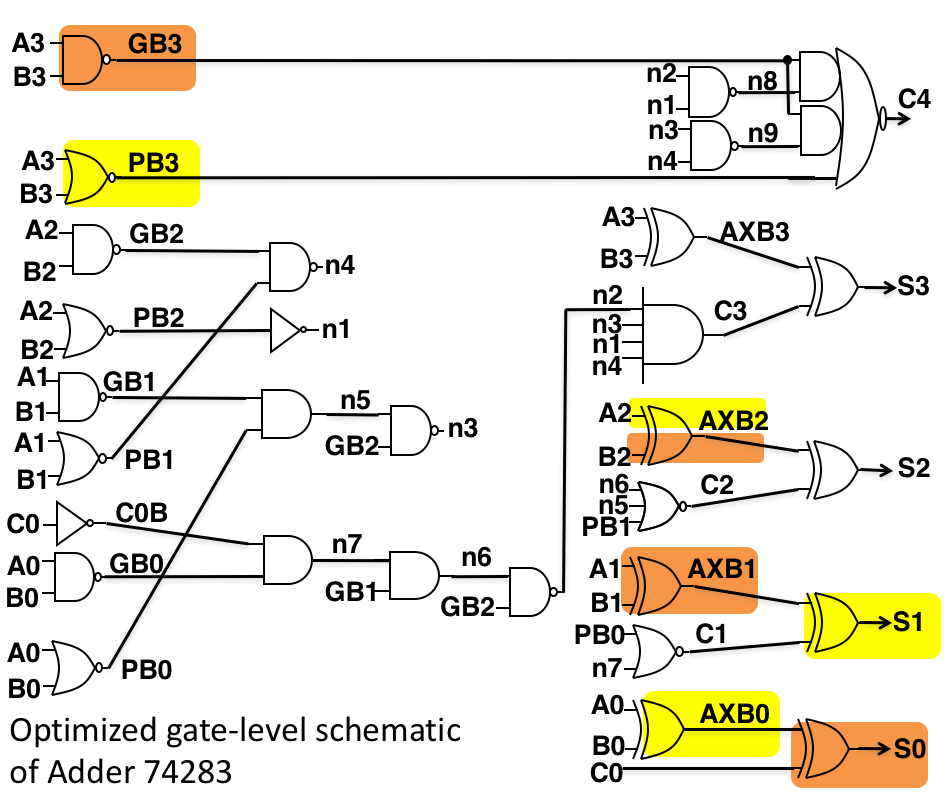 A3 GB3
B3
n2 n8
n1
n3 n9
n4
C4
A3 PB3
B3
A2 GB2
B2
n4
A2 PB2
B2
n1
A1 GB1
B1
A1
B1 PB1
n5
GB2
n3
C0 C0B
A0 GB0
B0
n7
GB1
n6
GB2
A0
B0 PB0
A3 AXB3
B3
S3
n2
n3
n1
n4
C3
A2 AXB2
B2
S2
n6 C2
n5
PB1
A1 AXB1
B1
S1
PB0 C1
n7
A0 AXB0
B0
C0
S0
Optimized gate-level schematic
of Adder 74283